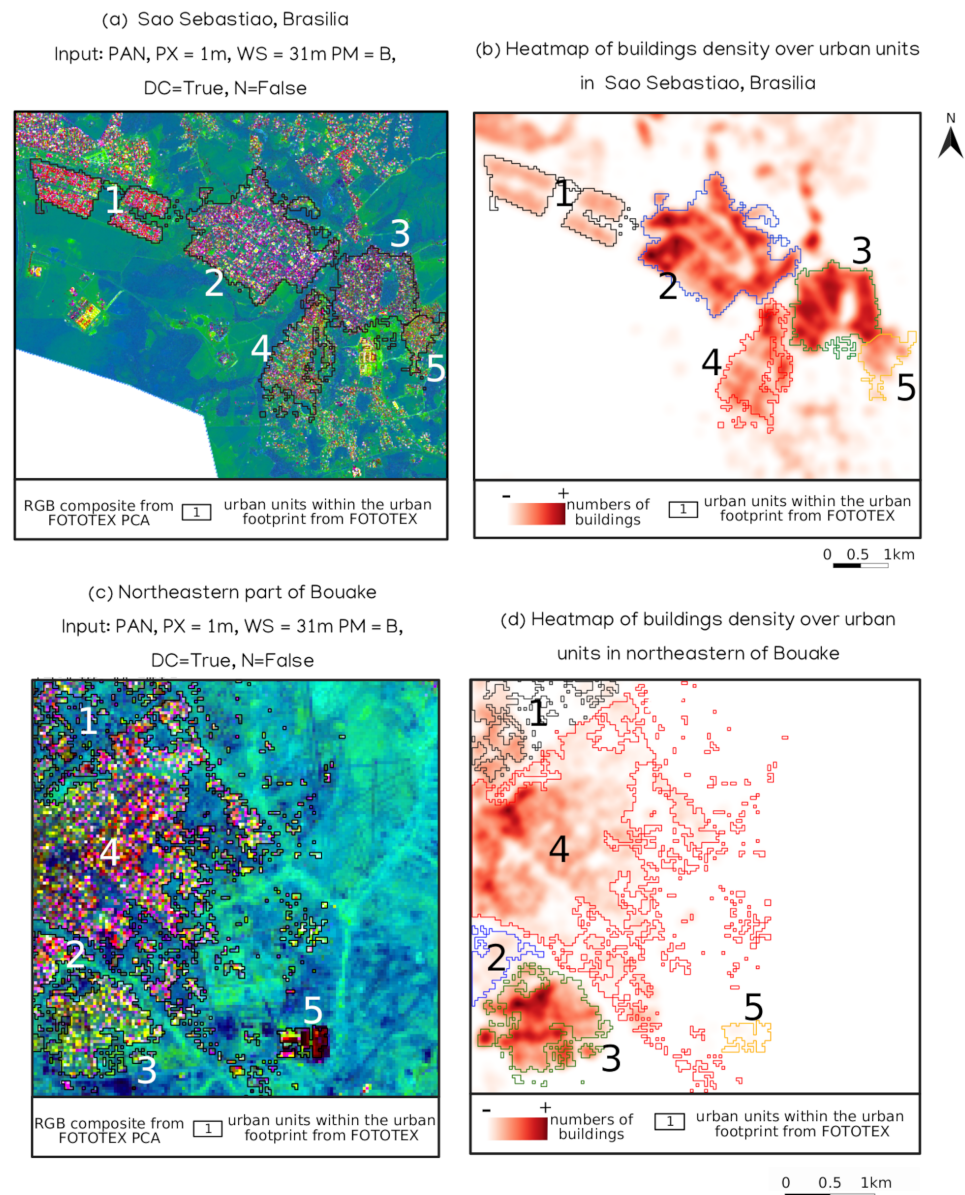 (a) Sao Sebastiao, Brasilia
Input: PAN, PX = 1m, WS = 31m PM = B,
DC=True, N=False
(b) Heatmap of buildings density over urban units
in Sao Sebastiao, Brasilia
N
1
2
3
4
5
1
2
3
4
5
RGB composite from
FOTOTEX PCA
1
urban units within the urban
footprint from FOTOTEX
- +
numbers of
buildings
1
urban units within the urban
footprint from FOTOTEX
0 0.5 1km
(c) Northeastern part of Bouake
Input: PAN, PX = 1m, WS = 31m PM = B,
DC=True, N=False
(d) Heatmap of buildings density over urban
units in northeastern of Bouake
1
4
2
5
3
1
4
2
5
3
RGB composite from
FOTOTEX PCA
1
urban units within the urban
footprint from FOTOTEX
- +
numbers of
buildings
1
urban units within the urban
footprint from FOTOTEX
0 0.5 1km